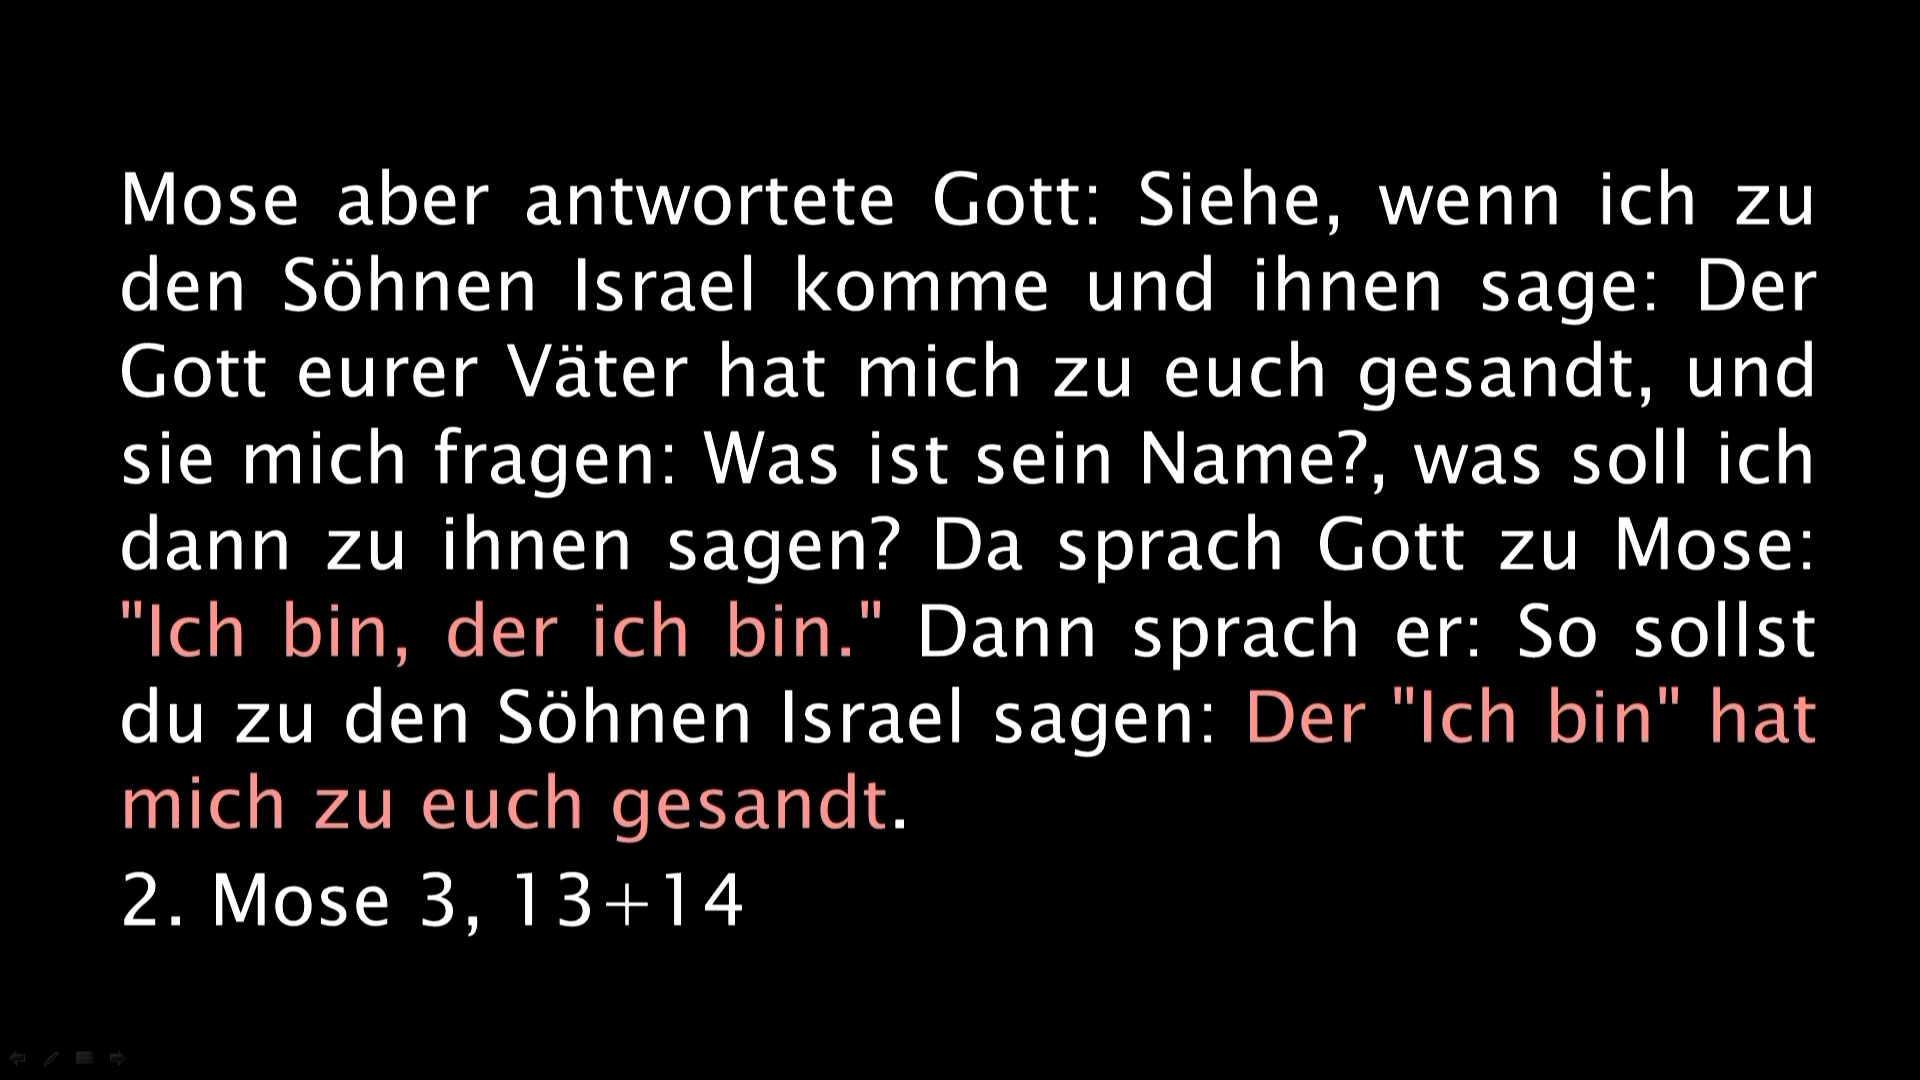 Mose aber antwortete Gott: Siehe, wenn ich zu
den Söhnen Israel komme und ihnen sage: Der
Gott eurer Väter hat mich zu euch gesandt, und
sie mich fragen: Was ist sein Name?, was soll ich
dann zu ihnen sagen? Da sprach Gott zu Mose:
"Ich bin, der ich bin." Dann sprach er: So sollst
du zu den Söhnen Israel sagen: Der "Ich bin" hat
mich zu euch gesandt.
2. Mose 3, 13+14